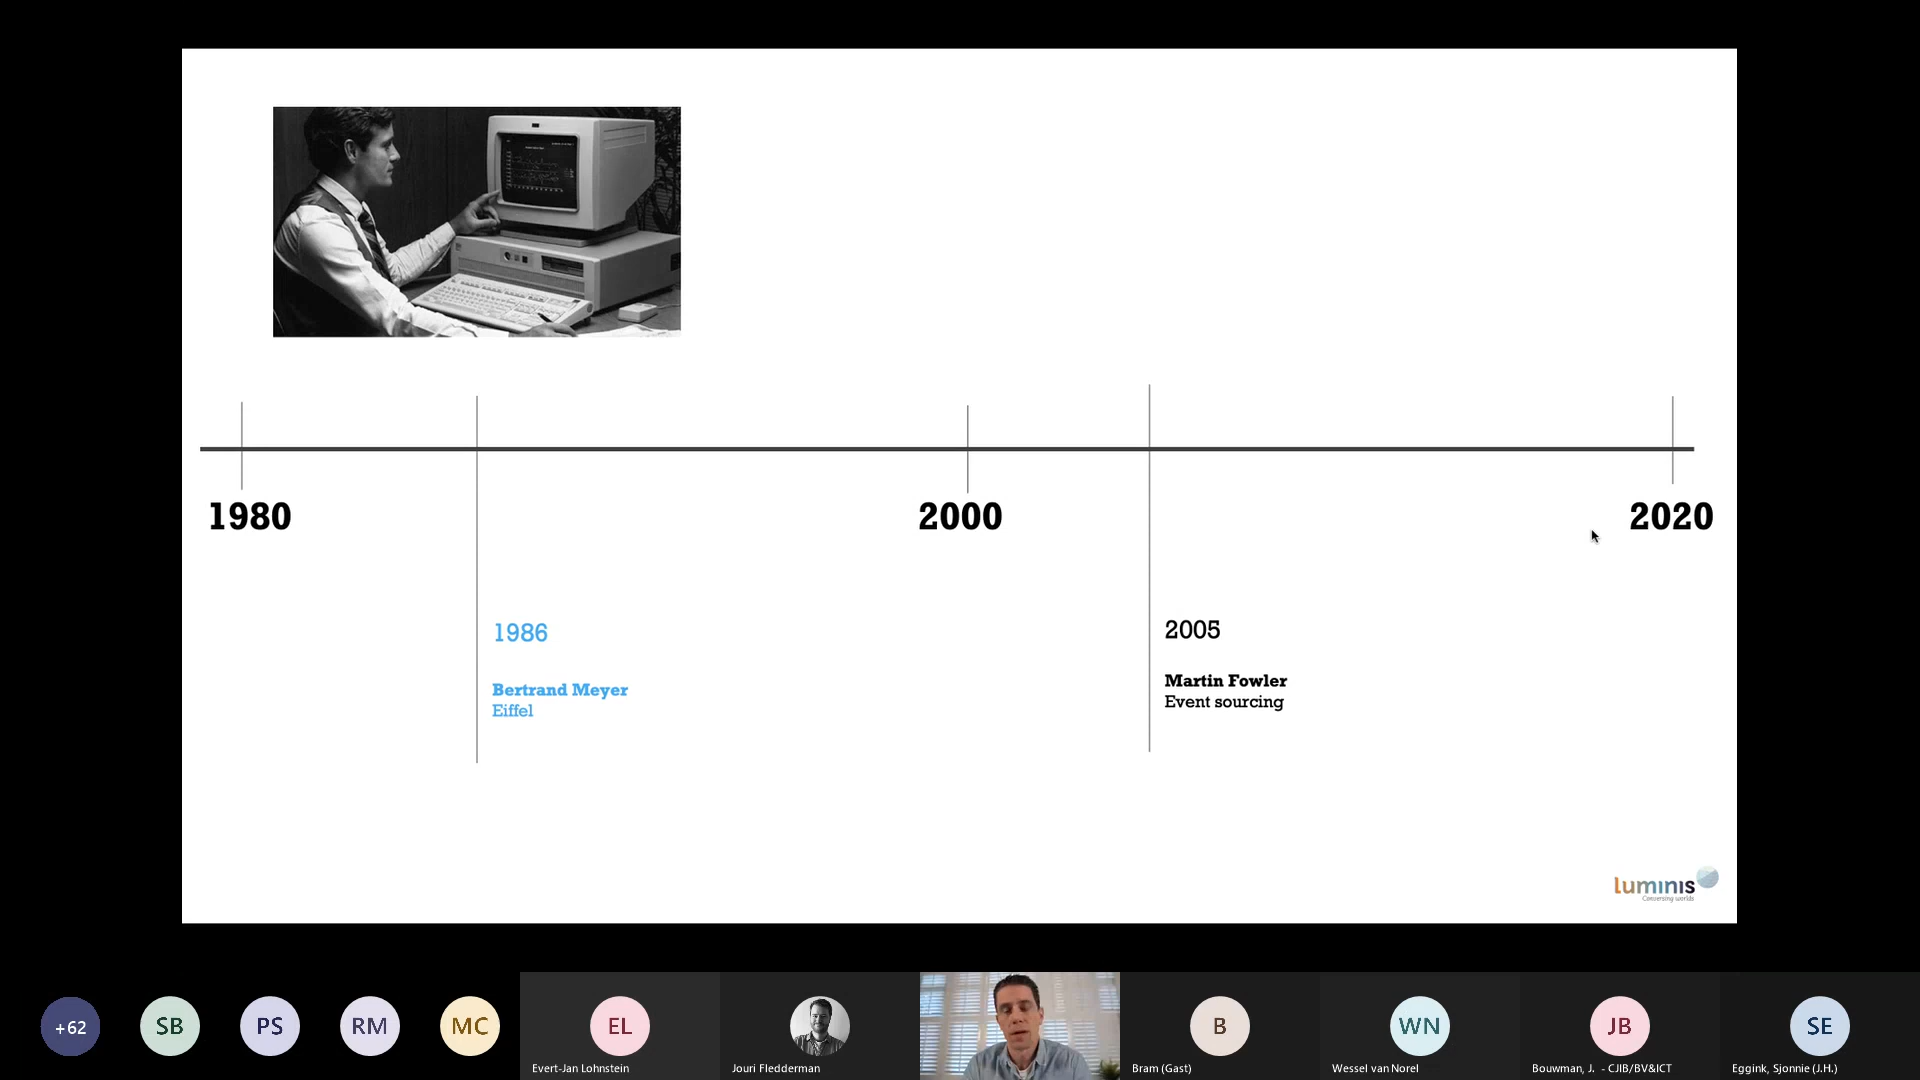 1980
2000
2020
1986
Bertrand Meyer
Eiffel
2005
Martin Fowler
Event sourcing
luminis
Conversing worlds
+62
SB
PS
RM
MC
EL
Evert-Jan Lohnstein
Jouri Fledderman
B
Bram (Gast)
WN
Wessel van Norel
JB
Bouwman, J. - CJIB/BV&ICT
SE
Eggink, Sjonnie (J.H.)